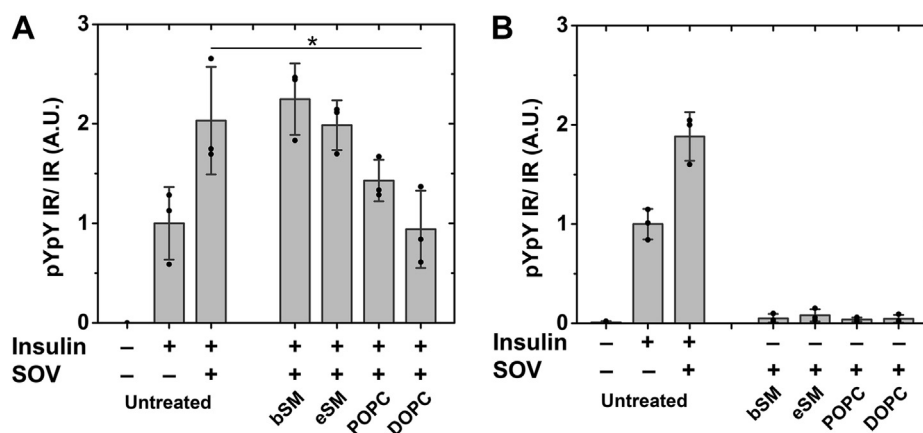 A
pYpY IR/ IR (A.U.)
3
2
1
0
*
Insulin – + + + + + +
SOV – – + + + + +
Untreated
bSM
eSM
POPC
DOPC
B
pYpY IR/ IR (A.U.)
3
2
1
0
Insulin – + + – – – –
SOV – – + + + + +
Untreated
bSM
eSM
POPC
DOPC